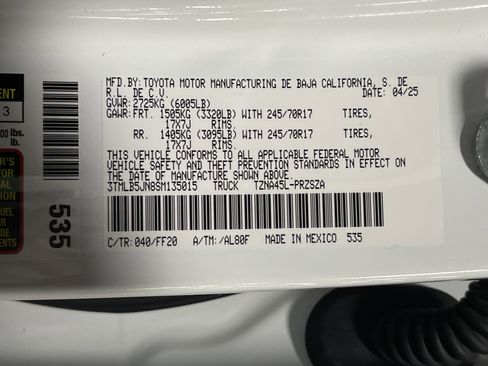 MFD.BY:TOYOTA MOTOR MANUFACTURING DE BAJA CALIFORNIA, S. DE
R.L. DE C.V. 04/25
GVWR:2725KG (6005LB)
GAWR:FRT. 1505KG (3320LB) WITH 245/70R17 TIRES,
17X7J RIMS.
RR. 1405KG (3095LB) WITH 245/70R17 TIRES,
17X7J RIMS.
THIS VEHICLE CONFORMS TO ALL APPLICABLE FEDERAL MOTOR
VEHICLE SAFETY AND THEFT PREVENTION STANDARDS IN EFFECT ON
THE DATE OF MANUFACTURE SHOWN ABOVE.
3TMLB5JN8SM135015 TRUCK TZNA45L-PRZSZA
C/TR:040/FF20 A/TM:/AL80F MADE IN MEXICO 535
535
3
lbs.
lb.